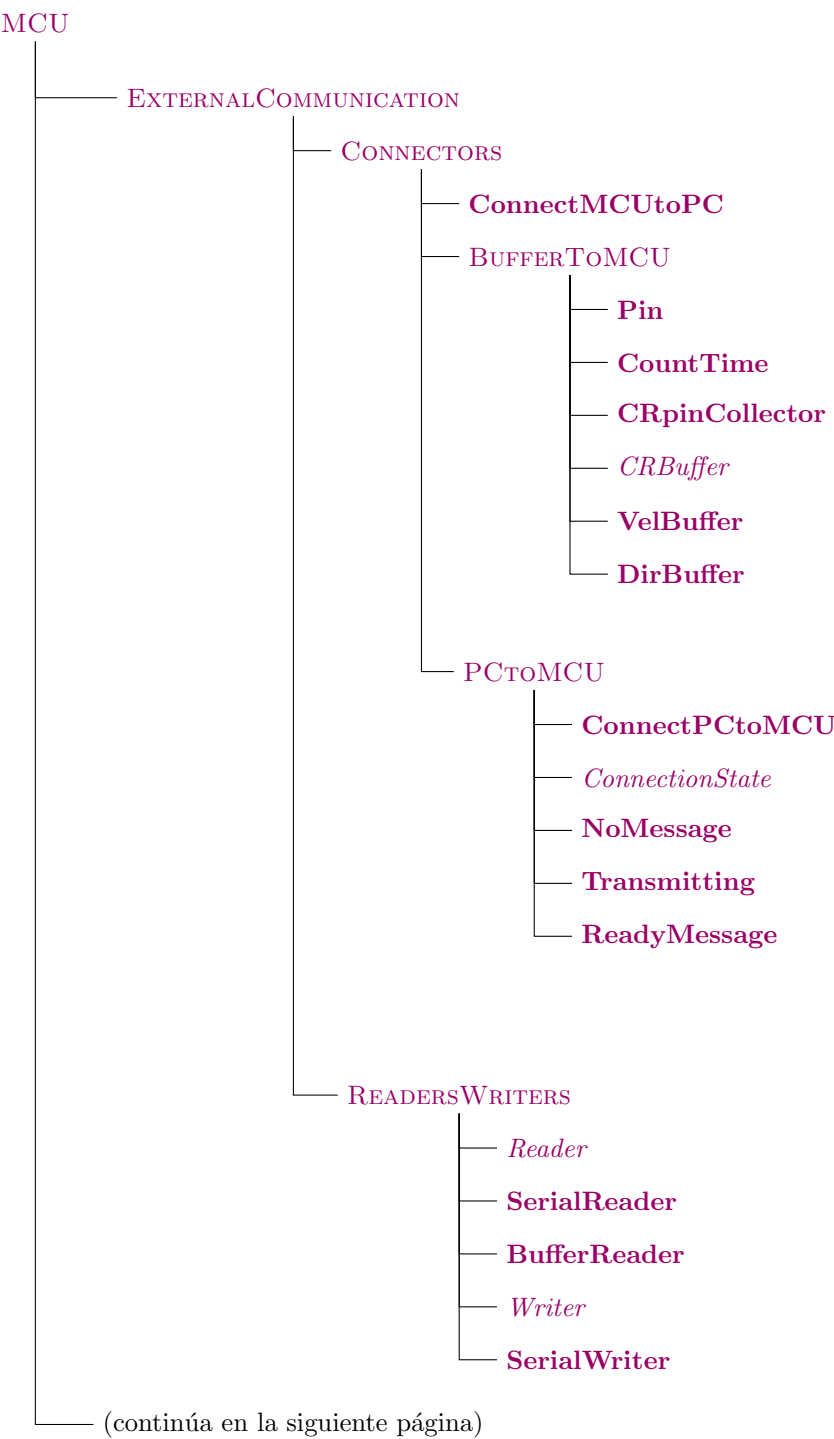 MCU
ExternalCommunication
Connectors
ConnectMCUtoPC
BufferToMCU
Pin
CountTime
CRpinCollector
CRBuffer
VelBuffer
DirBuffer
PCtoMCU
ConnectPCtoMCU
ConnectionState
NoMessage
Transmitting
ReadyMessage
ReadersWriters
Reader
SerialReader
BufferReader
Writer
SerialWriter
(continúa en la siguiente página)